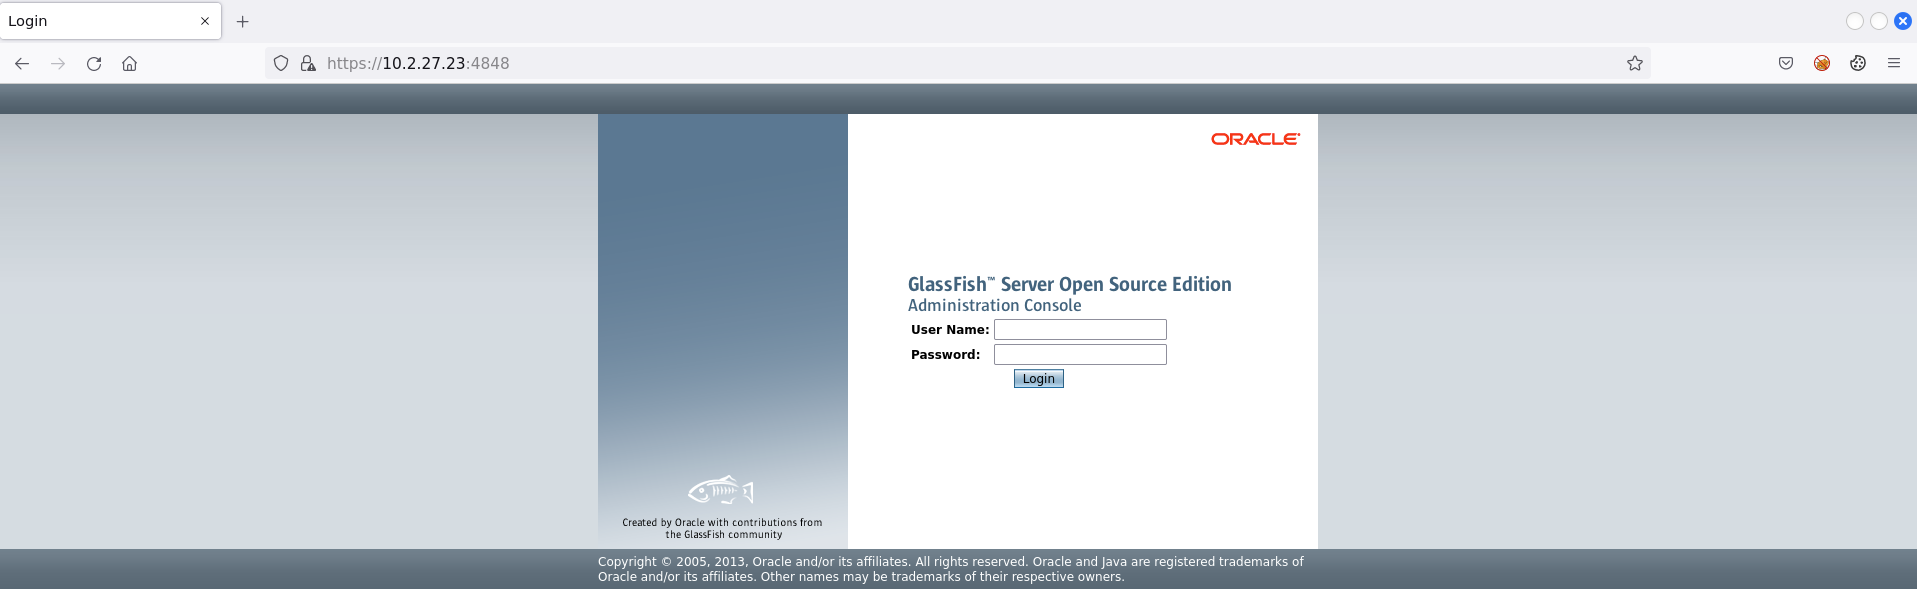 Login
https://10.2.27.23:4848
ORACLE
GlassFish™ Server Open Source Edition
Administration Console
User Name:
Password:
Login
Created by Oracle with contributions from
the GlassFish community
Copyright © 2005, 2013, Oracle and/or its affiliates. All rights reserved. Oracle and Java are registered trademarks of
Oracle and/or its affiliates. Other names may be trademarks of their respective owners.